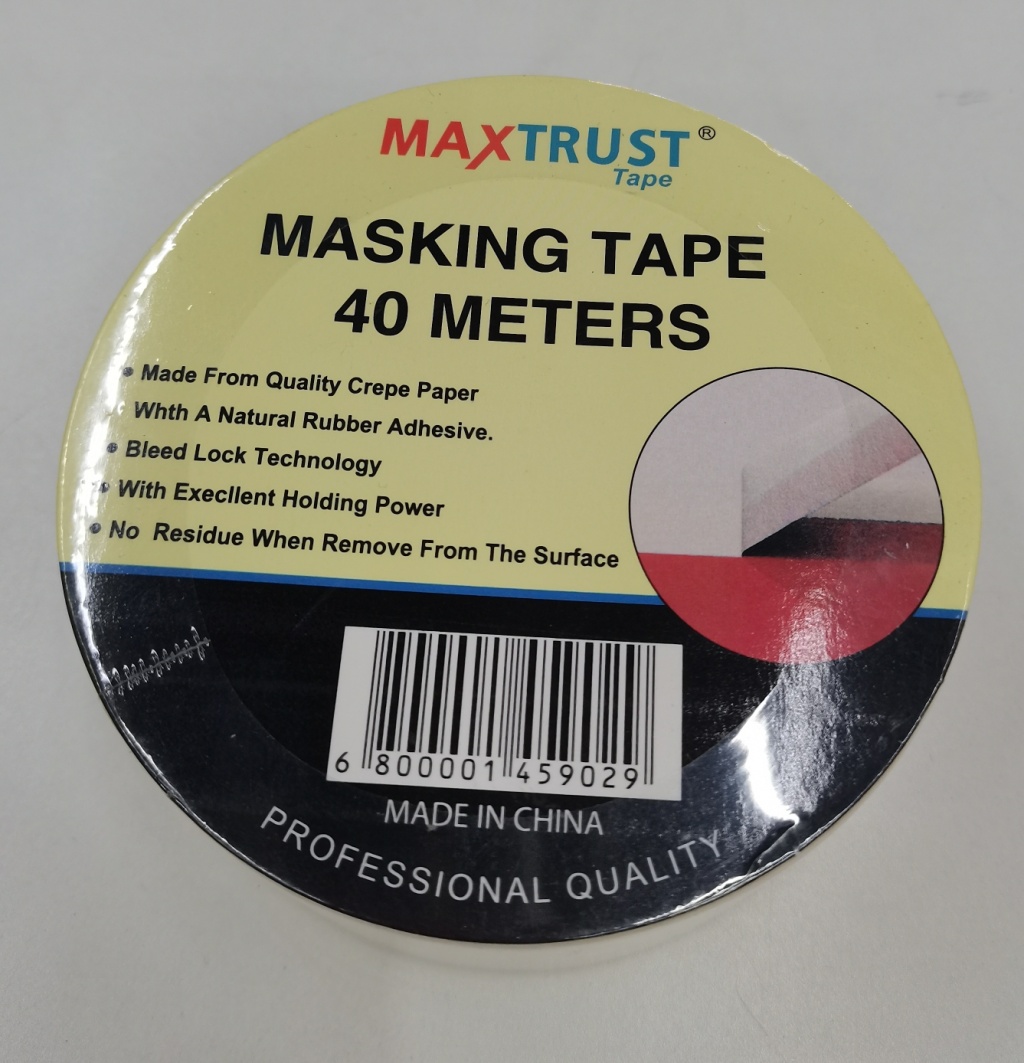 MAXTRUST ®
Tape
MASKING TAPE
40 METERS
• Made From Quality Crepe Paper
Whth A Natural Rubber Adhesive.
• Bleed Lock Technology
• With Execllent Holding Power
• No Residue When Remove From The Surface
6 800001 459029
MADE IN CHINA
PROFESSIONAL QUALITY